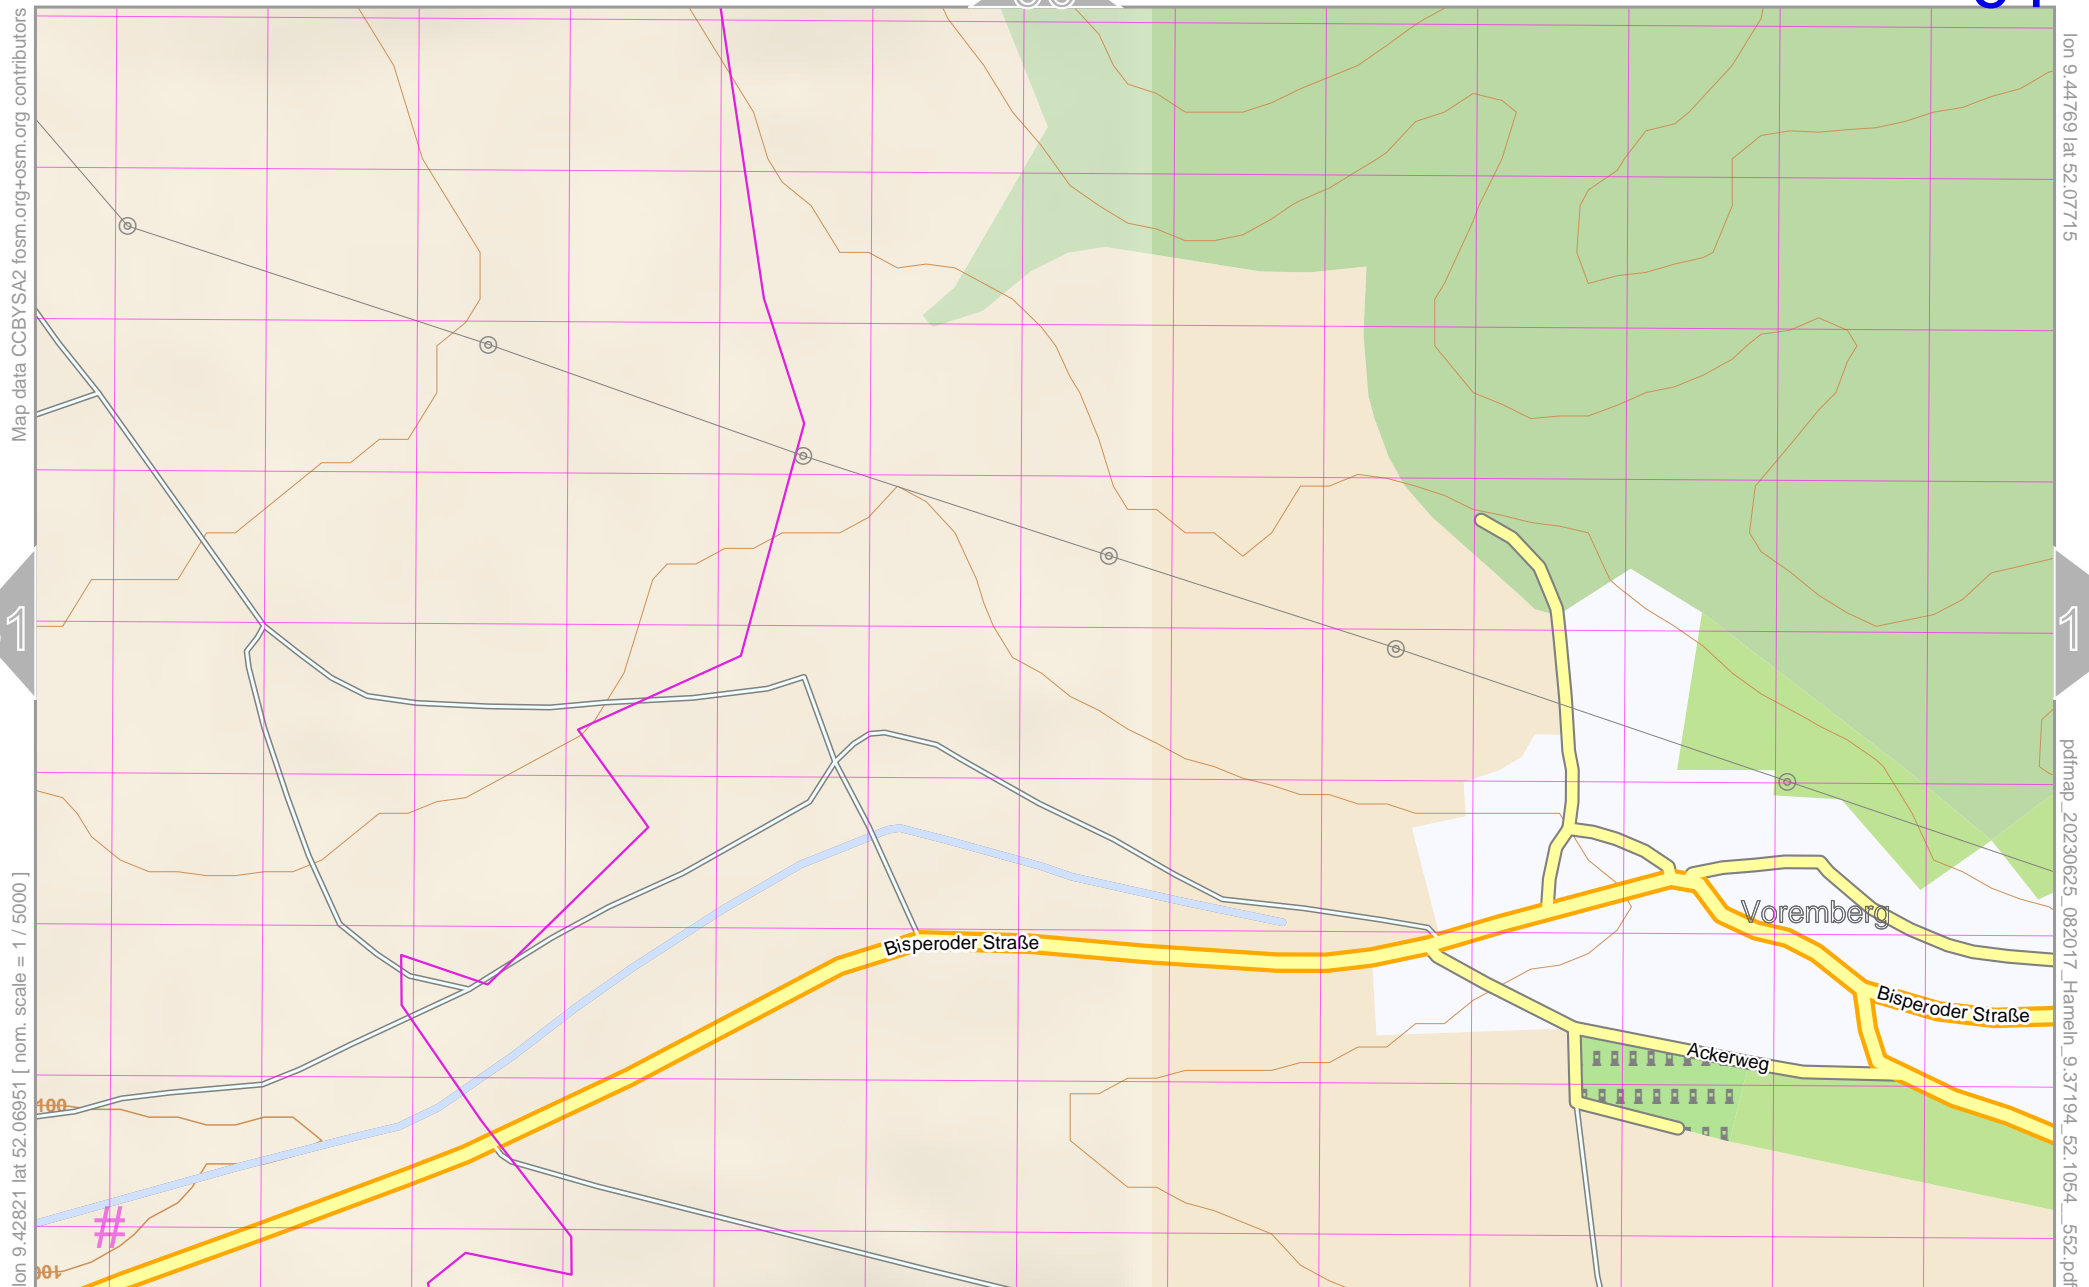 Map data CCBYSA2 fosm.org+osm.org contributors
lon 9.42821 lat 52.06951 [ nom. scale = 1 / 5000 ]
lon 9.44769 lat 52.07715
pdfmap_20230625_082017_Hameln_9.37194_52.1054__552.pdf
1
1
Bisperoder Straße
Voremberg
Bisperoder Straße
Ackerweg
100
#